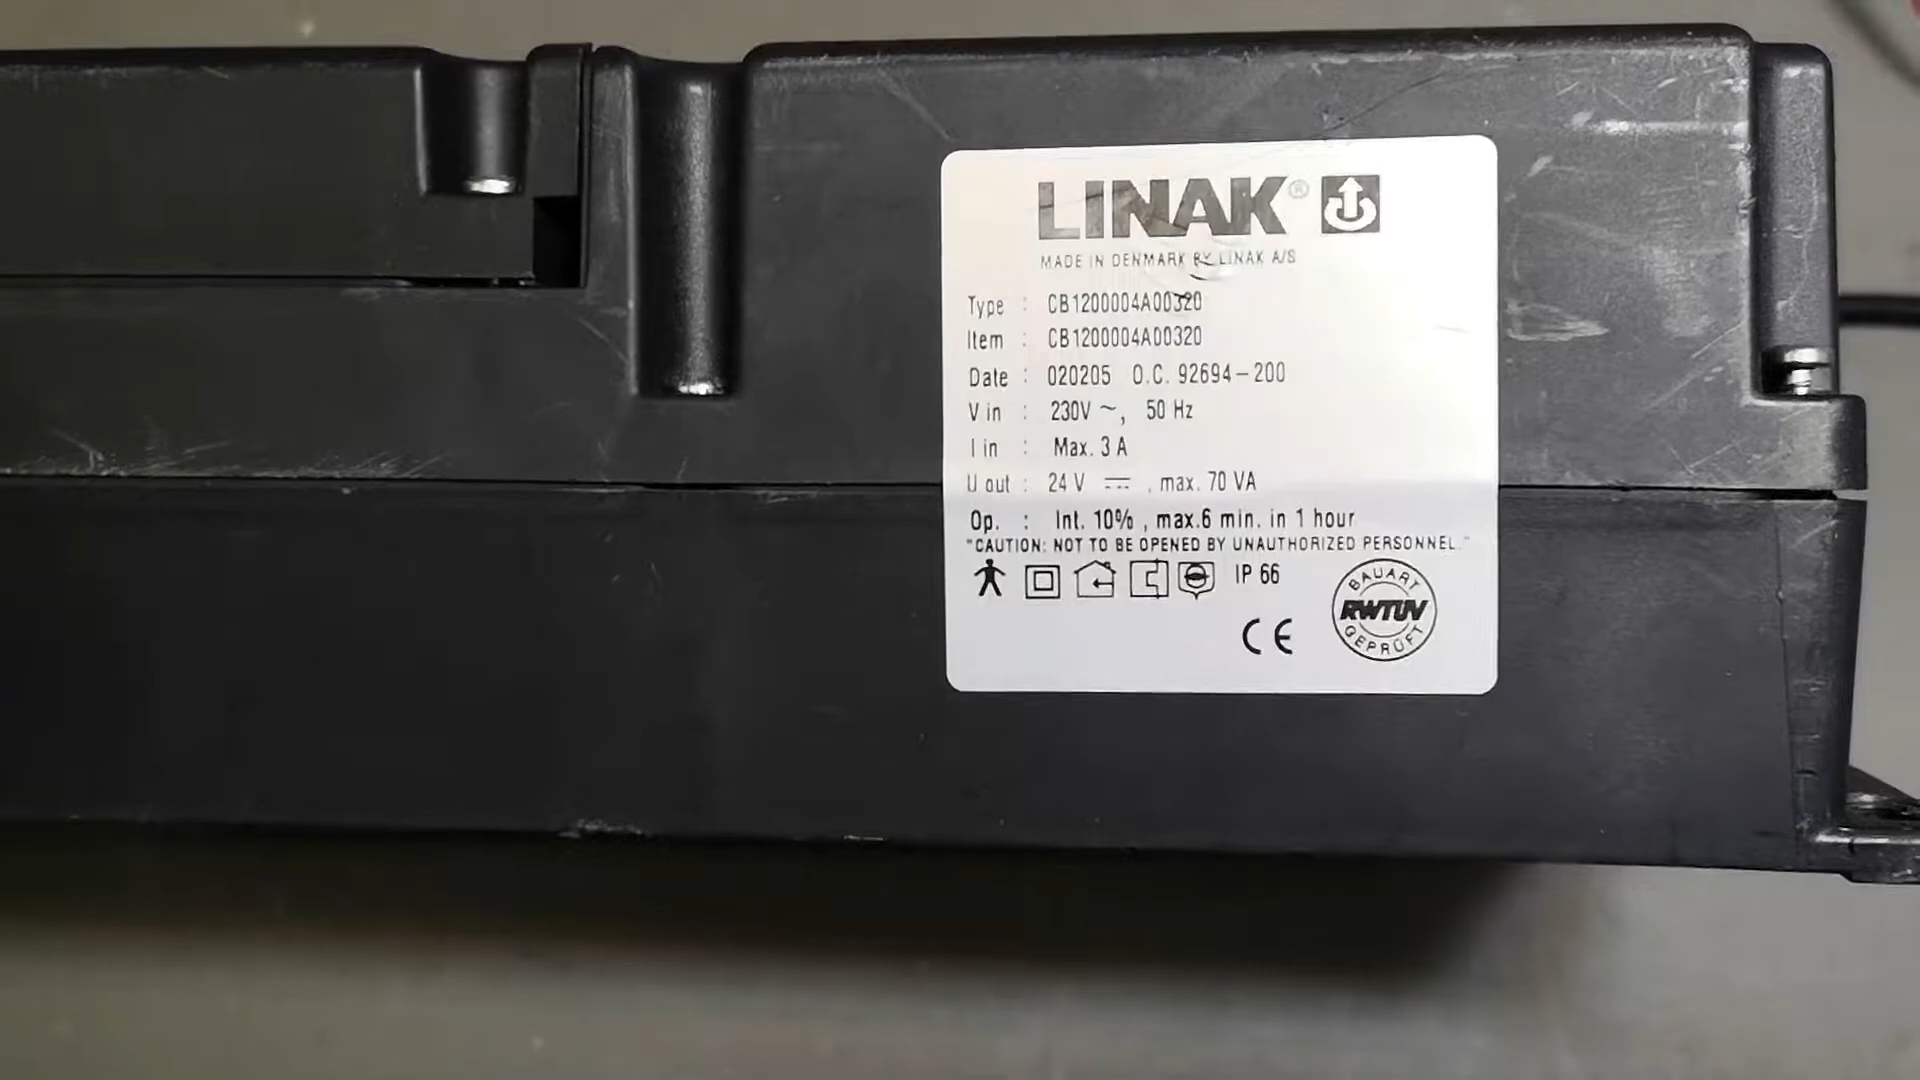 LINAK®
MADE IN DENMARK BY LINAK A/S
Type : CB1200004A00320
Item : CB1200004A00320
Date : 020205 O.C. 92694-200
V in : 230V ~, 50 Hz
I in : Max. 3 A
U out : 24 V ⎓, max. 70 VA
Op. : Int. 10%, max.6 min. in 1 hour
"CAUTION: NOT TO BE OPENED BY UNAUTHORIZED PERSONNEL."
IP 66
CE
BAUART
RWTUV
GEPRÜFT